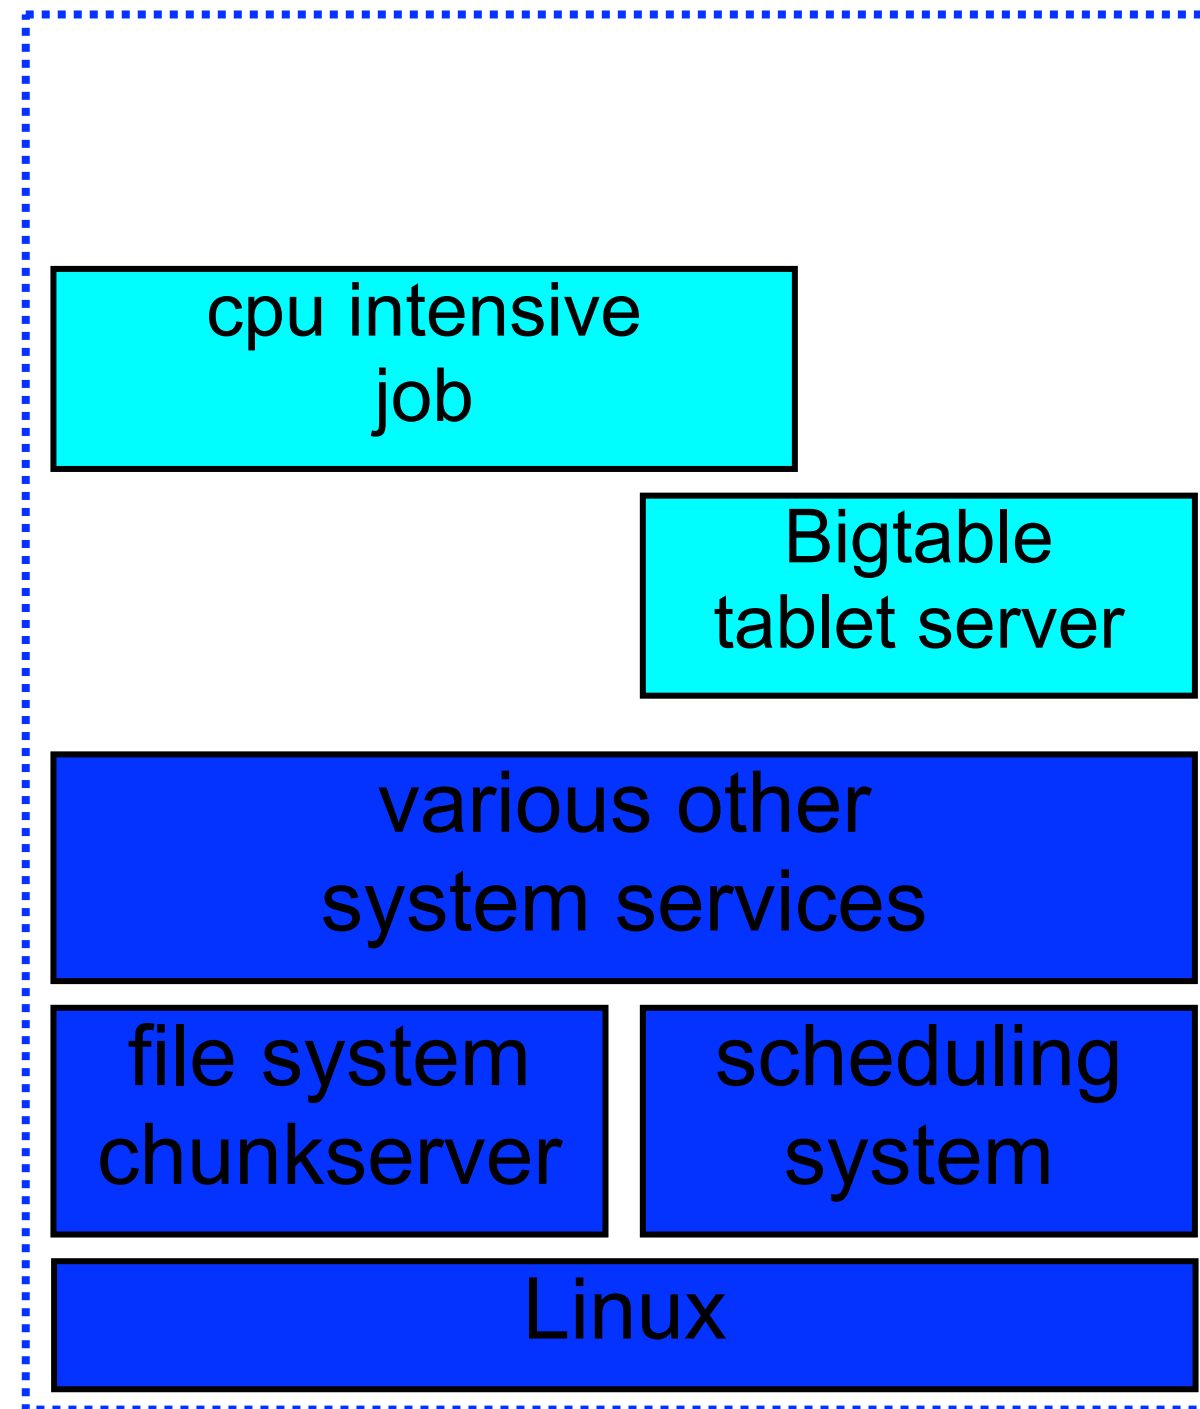 cpu intensive
job
Bigtable
tablet server
various other
system services
file system
chunkserver
scheduling
system
Linux